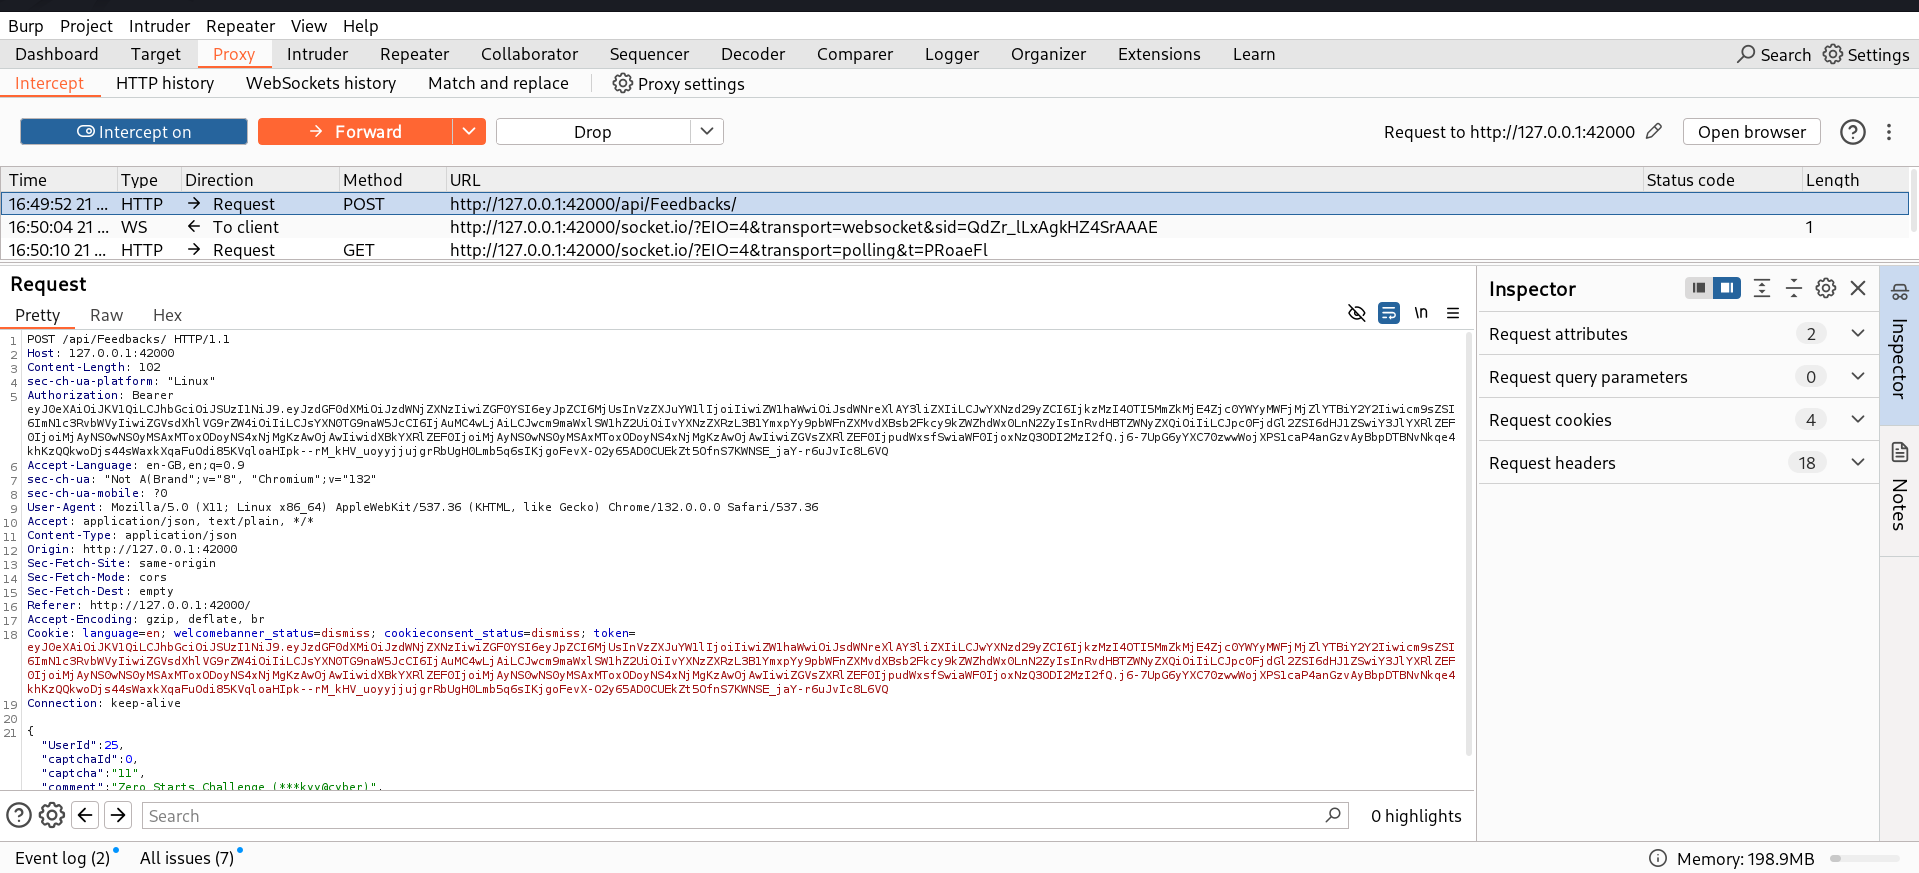 Burp Project Intruder Repeater View Help
Dashboard Target Proxy Intruder Repeater Collaborator Sequencer Decoder Comparer Logger Organizer Extensions Learn Search Settings
Intercept HTTP history WebSockets history Match and replace Proxy settings
Intercept on Forward Drop Request to http://127.0.0.1:42000 Open browser
Time Type Direction Method URL Status code Length
16:49:52 21 ... HTTP → Request POST http://127.0.0.1:42000/api/Feedbacks/
16:50:04 21 ... WS ← To client http://127.0.0.1:42000/socket.io/?EIO=4&transport=websocket&sid=QdZr_lLxAgkHZ4SrAAAE 1
16:50:10 21 ... HTTP → Request GET http://127.0.0.1:42000/socket.io/?EIO=4&transport=polling&t=PRoaeFl
Request
Pretty Raw Hex \n
1 POST /api/Feedbacks/ HTTP/1.1
2 Host: 127.0.0.1:42000
3 Content-Length: 102
4 sec-ch-ua-platform: "Linux"
5 Authorization: Bearer
6 Accept-Language: en-GB,en;q=0.9
7 sec-ch-ua: "Not A(Brand";v="8", "Chromium";v="132"
8 sec-ch-ua-mobile: ?0
9 User-Agent: Mozilla/5.0 (X11; Linux x86_64) AppleWebKit/537.36 (KHTML, like Gecko) Chrome/132.0.0.0 Safari/537.36
10 Accept: application/json, text/plain, */*
11 Content-Type: application/json
12 Origin: http://127.0.0.1:42000
13 Sec-Fetch-Site: same-origin
14 Sec-Fetch-Mode: cors
15 Sec-Fetch-Dest: empty
16 Referer: http://127.0.0.1:42000/
17 Accept-Encoding: gzip, deflate, br
18 Cookie: language=en; welcomebanner_status=dismiss; cookieconsent_status=dismiss; token=
19 Connection: keep-alive
20
21 {
"UserId":25,
"captchaId":0,
"captcha":"11",
"comment":"Zero Starts Challenge (***kyy@cyber)",
Search 0 highlights
Inspector
Request attributes 2
Request query parameters 0
Request cookies 4
Request headers 18
Inspector
Notes
Event log (2) All issues (7) Memory: 198.9MB